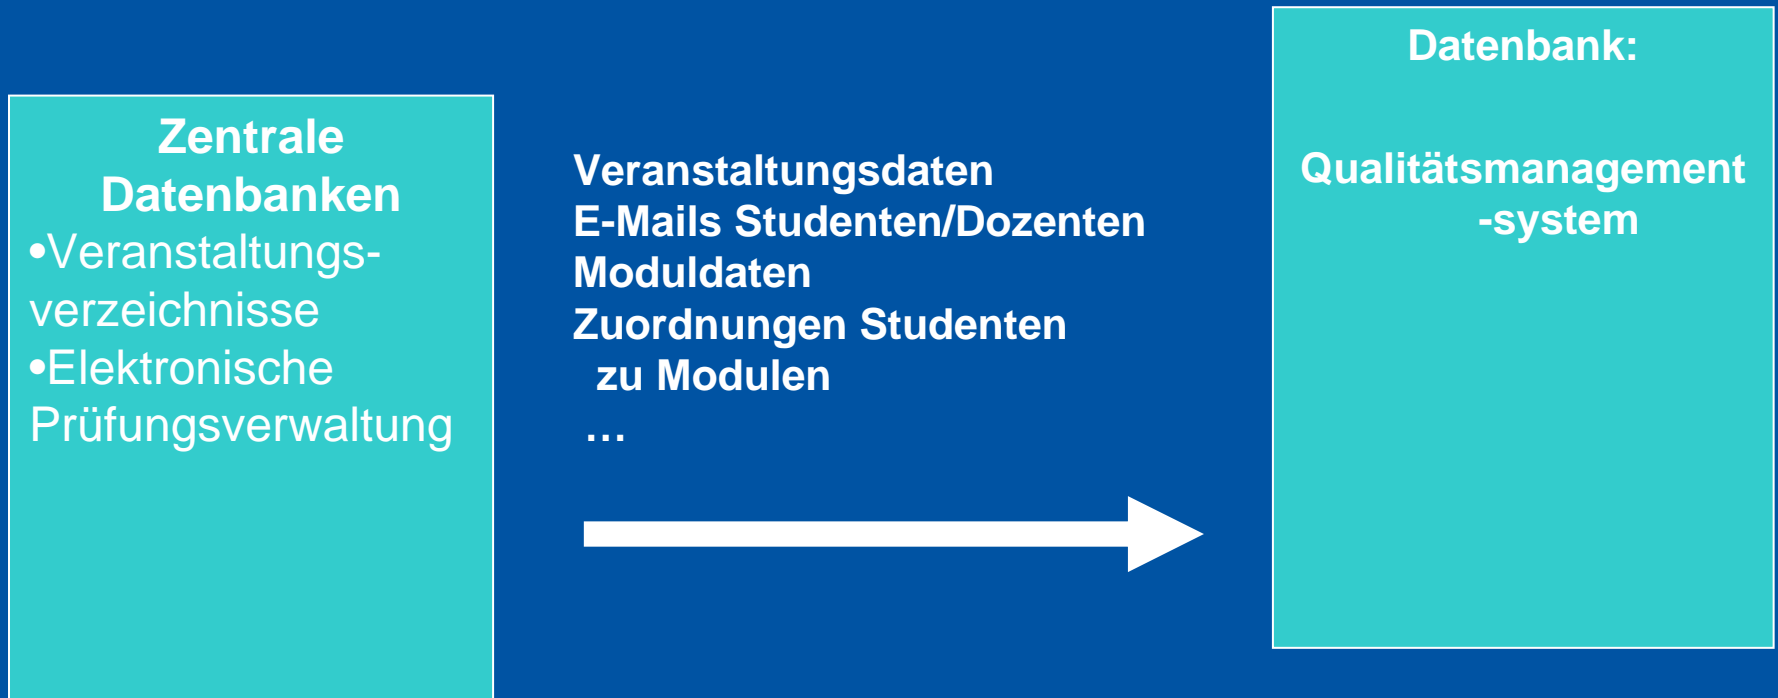 Zentrale
Datenbanken
•Veranstaltungs-
verzeichnisse
•Elektronische
Prüfungsverwaltung
Veranstaltungsdaten
E-Mails Studenten/Dozenten
Moduldaten
Zuordnungen Studenten
zu Modulen
…
Datenbank:
Qualitätsmanagement
-system